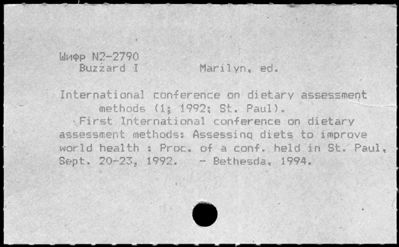 Шифр N2-2790
Buzzard I Marilyn, ed.
International conference on dietary assessment
methods (1; 1992; St. Paul).
First International conference on dietary
assessment methods: Assessing diets to improve
world health : Proc. of a conf. held in St. Paul,
Sept. 20-23, 1992. - Bethesda, 1994.